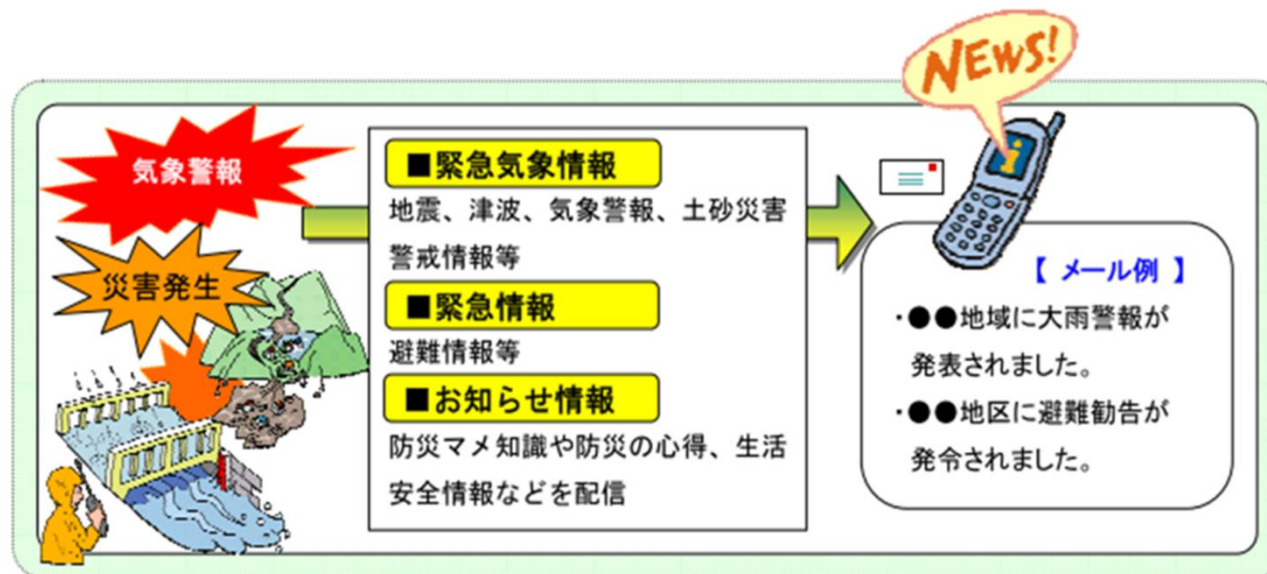 NEWS!
気象警報
災害発生
■緊急気象情報
地震、津波、気象警報、土砂災害
警戒情報等
■緊急情報
避難情報等
■お知らせ情報
防災マメ知識や防災の心得、生活
安全情報などを配信
i
【 メール例 】
・●●地域に大雨警報が
発表されました。
・●●地区に避難勧告が
発令されました。